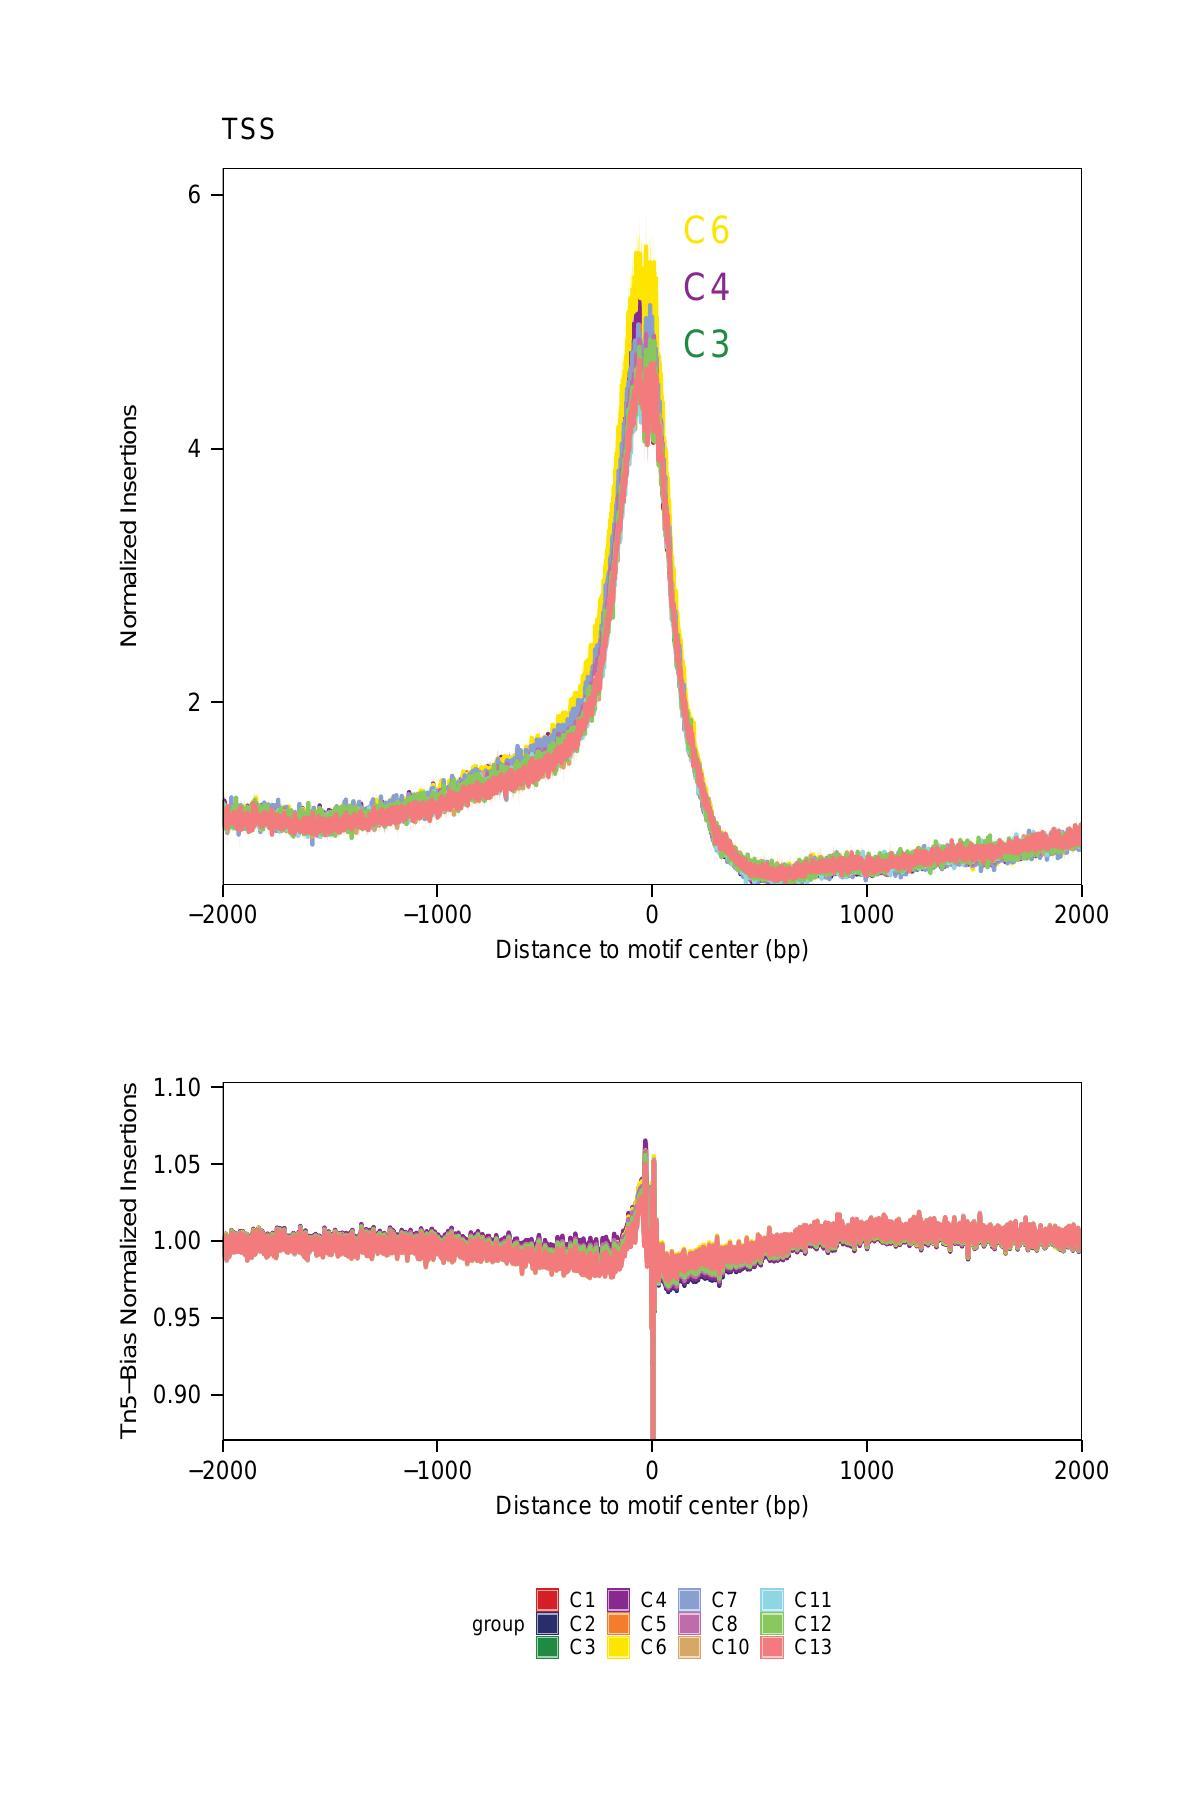 TSS
6
4
2
C6
C4
C3
Normalized Insertions
−2000 −1000 0 1000 2000
Distance to motif center (bp)
1.10
1.05
1.00
0.95
0.90
Tn5−Bias Normalized Insertions
−2000 −1000 0 1000 2000
Distance to motif center (bp)
group
C1 C4 C7 C11
C2 C5 C8 C12
C3 C6 C10 C13